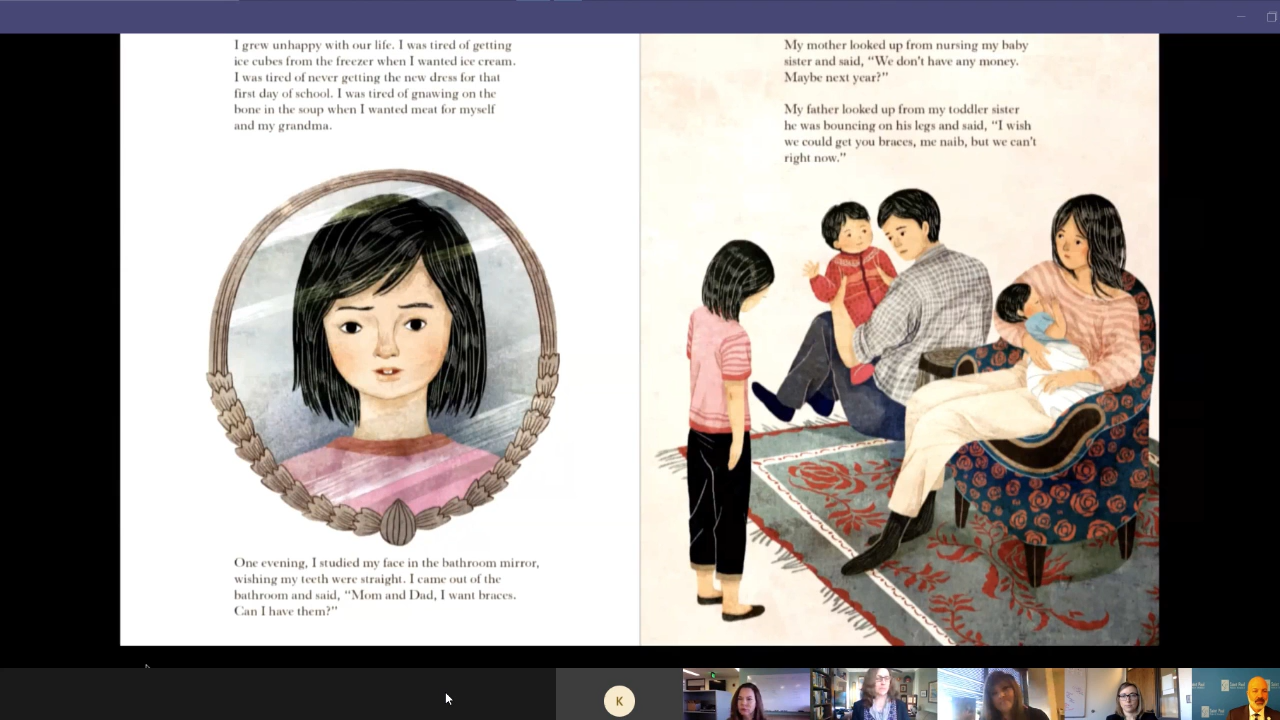 I grew unhappy with our life. I was tired of getting
ice cubes from the freezer when I wanted ice cream.
I was tired of never getting the new dress for that
first day of school. I was tired of gnawing on the
bone in the soup when I wanted meat for myself
and my grandma.
One evening, I studied my face in the bathroom mirror,
wishing my teeth were straight. I came out of the
bathroom and said, “Mom and Dad, I want braces.
Can I have them?”
My mother looked up from nursing my baby
sister and said, “We don’t have any money.
Maybe next year?”
My father looked up from my toddler sister
he was bouncing on his legs and said, “I wish
we could get you braces, me naib, but we can’t
right now.”
K
Saint Paul